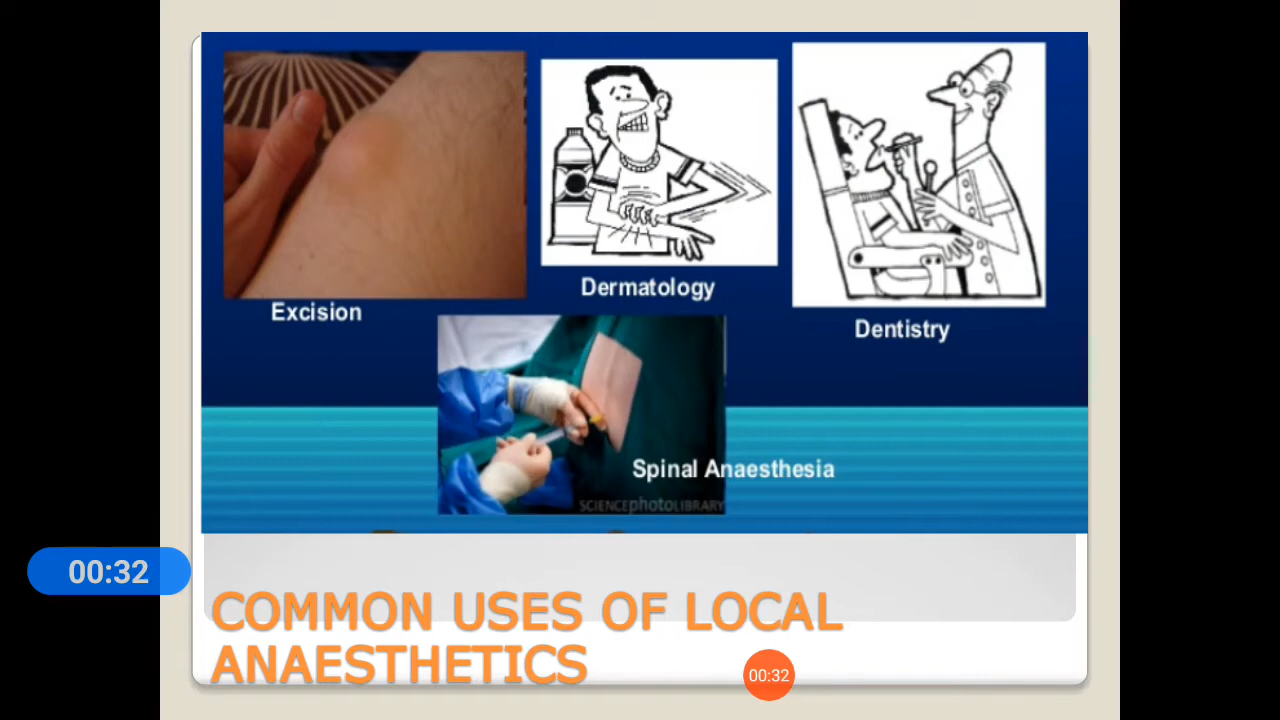 Excision
Dermatology
Dentistry
Spinal Anaesthesia
SCIENCEphotoLIBRARY
00:32
COMMON USES OF LOCAL
ANAESTHETICS
00:32